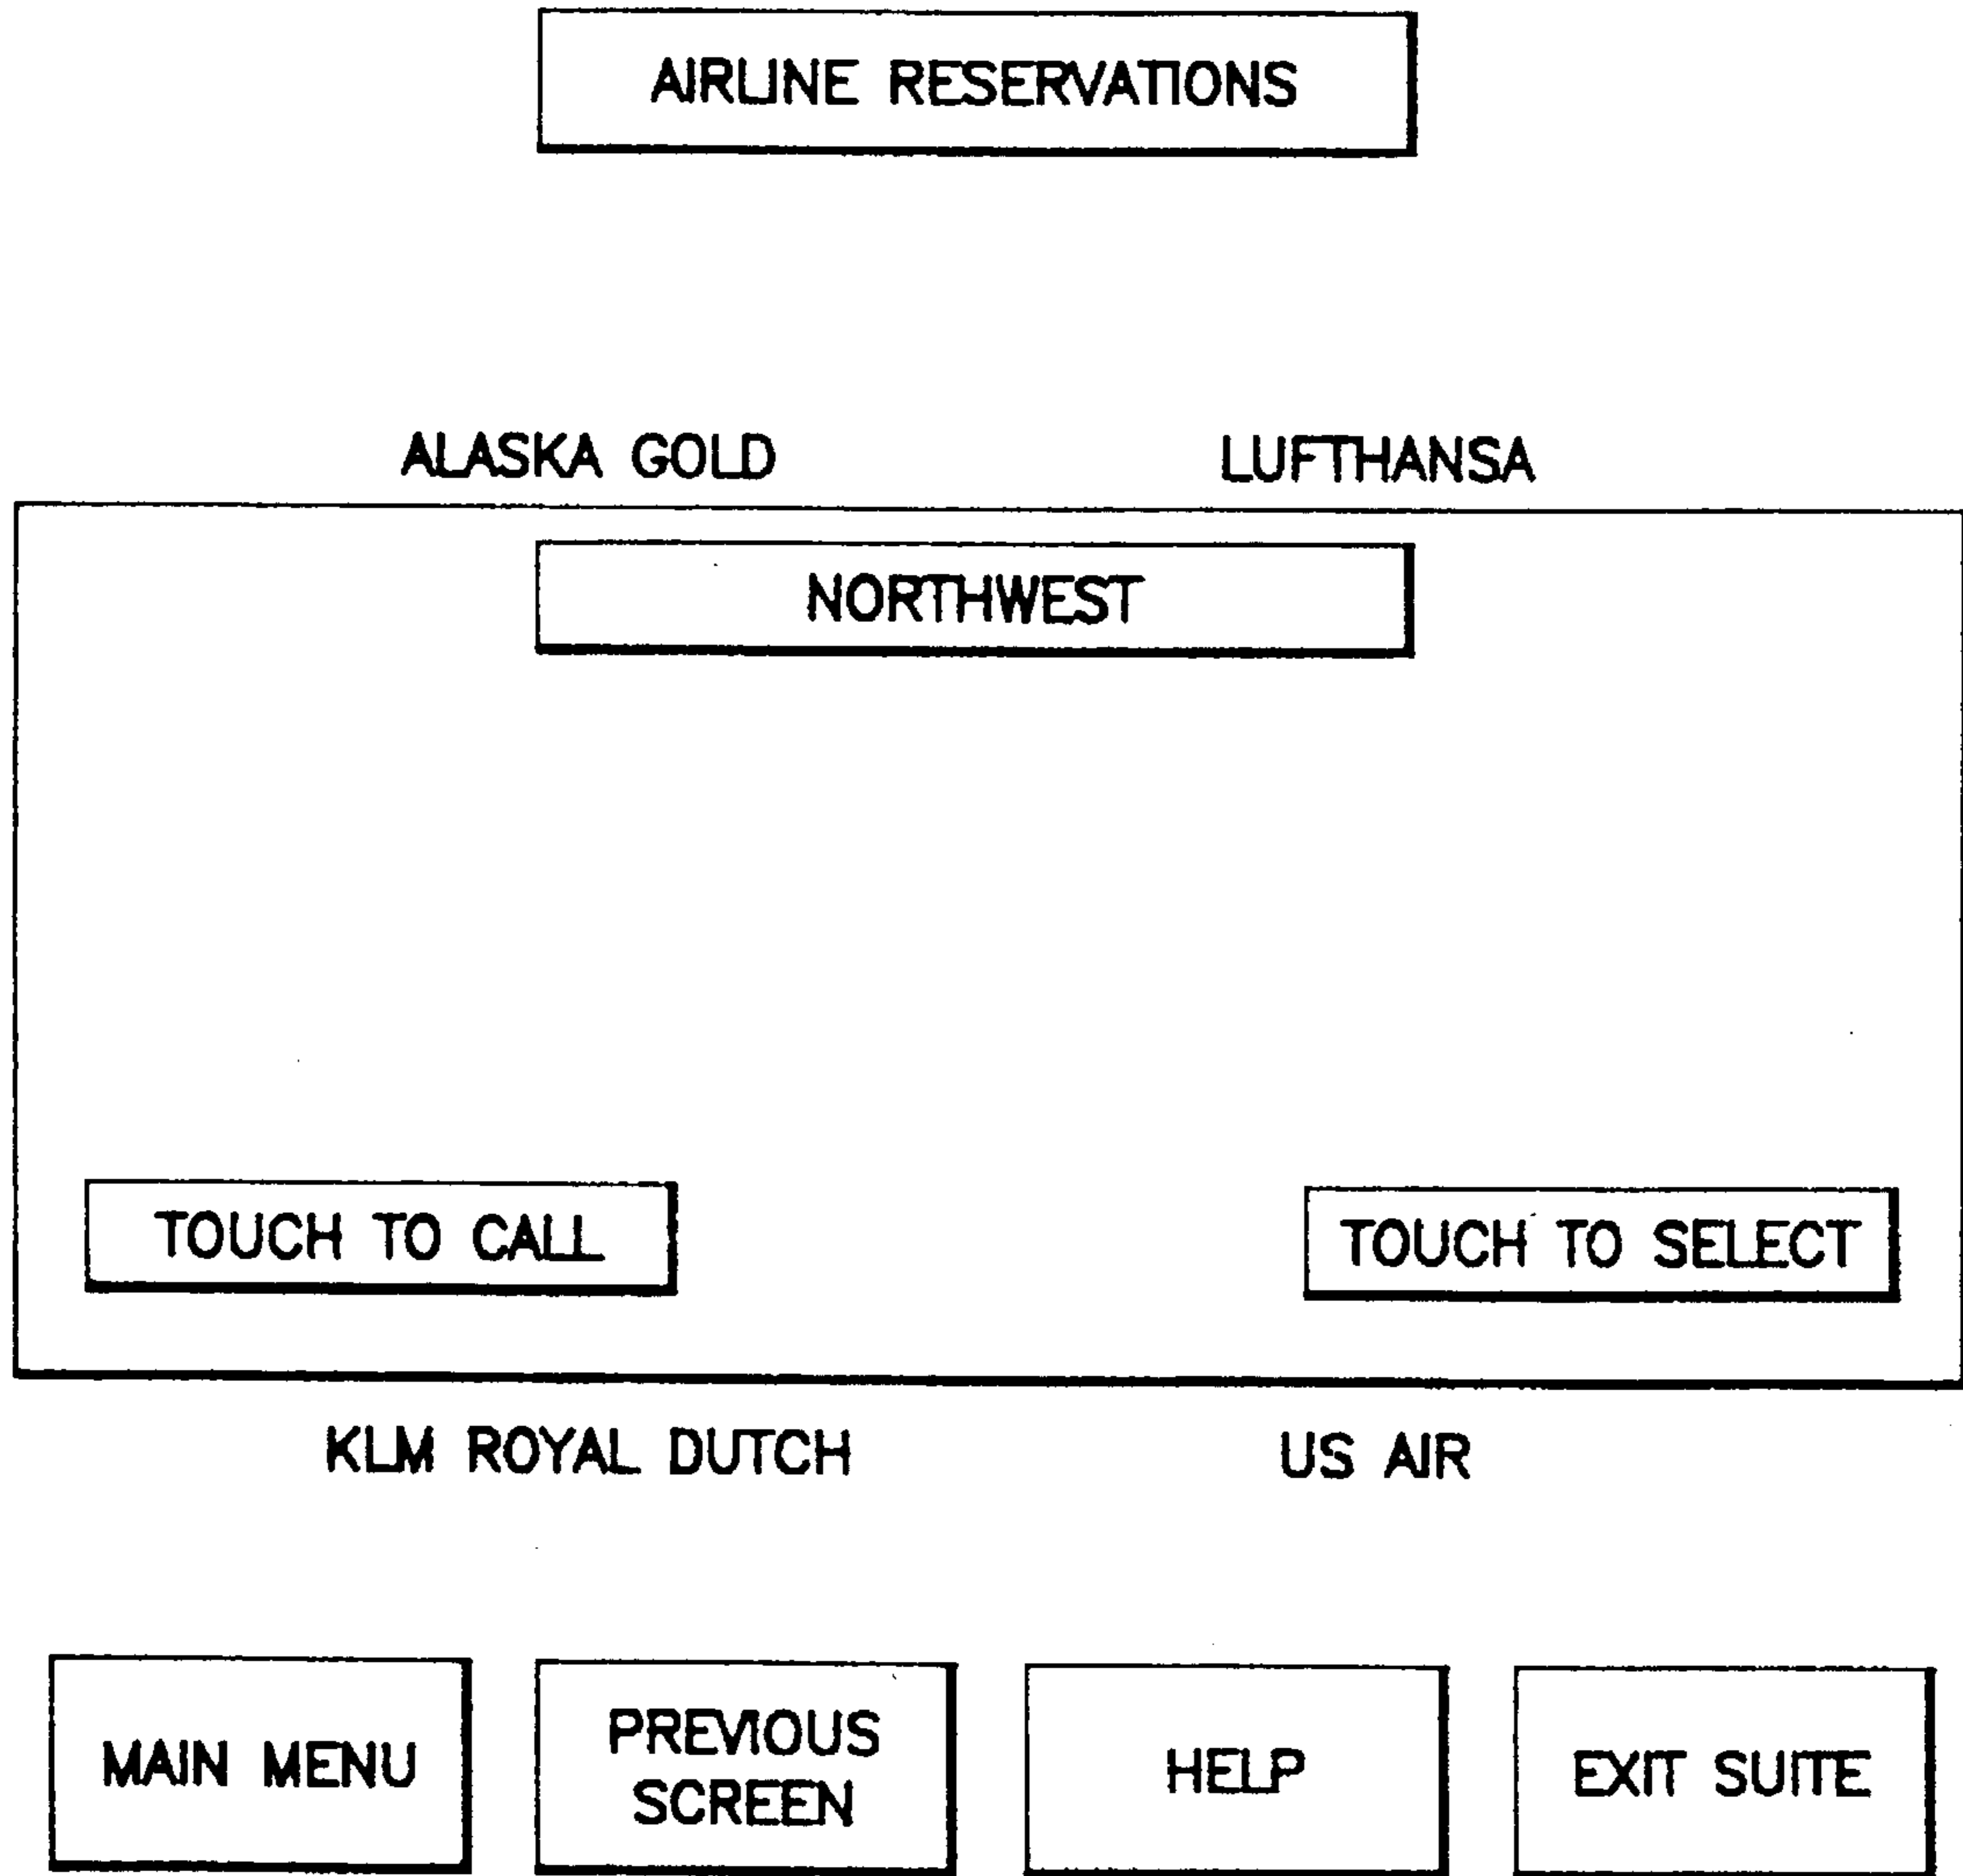 AIRLINE RESERVATIONS
ALASKA GOLD LUFTHANSA
NORTHWEST
TOUCH TO CALL TOUCH TO SELECT
KLM ROYAL DUTCH US AIR
MAIN MENU PREVIOUS SCREEN HELP EXIT SUITE